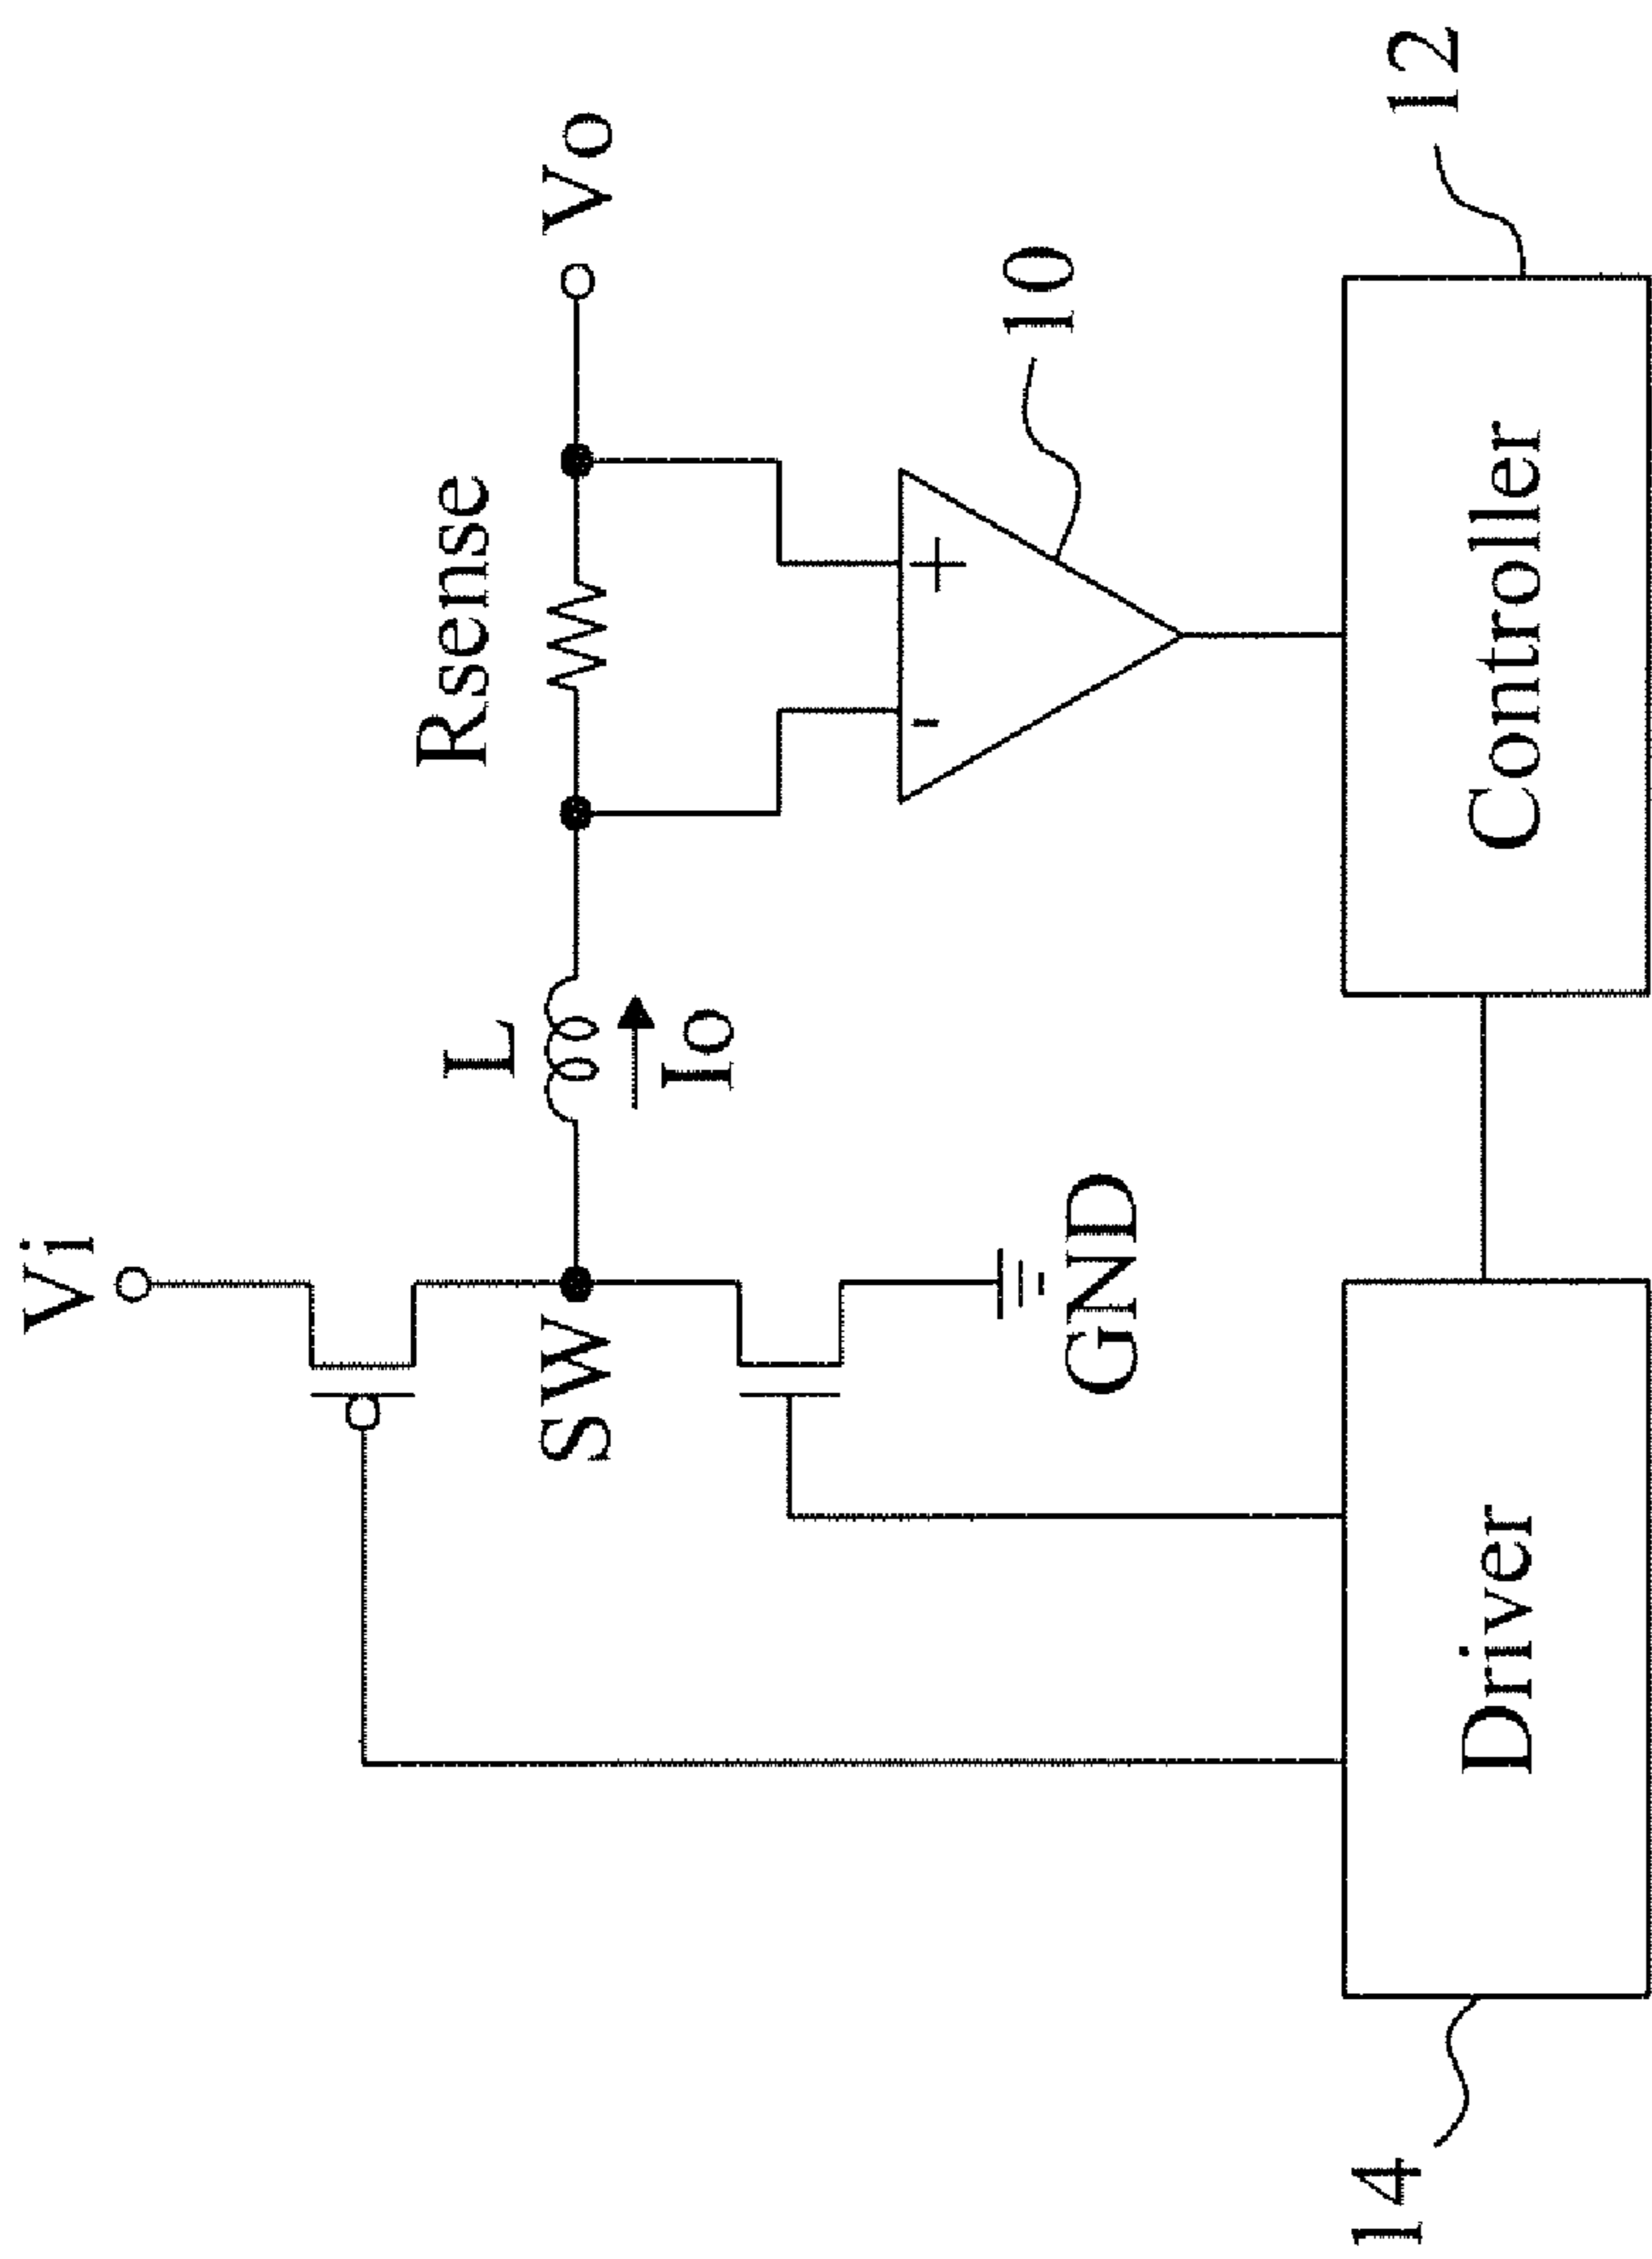 Vi
SW
L
Io
Rsense
Vo
GND
10
Driver
Controller
14
12